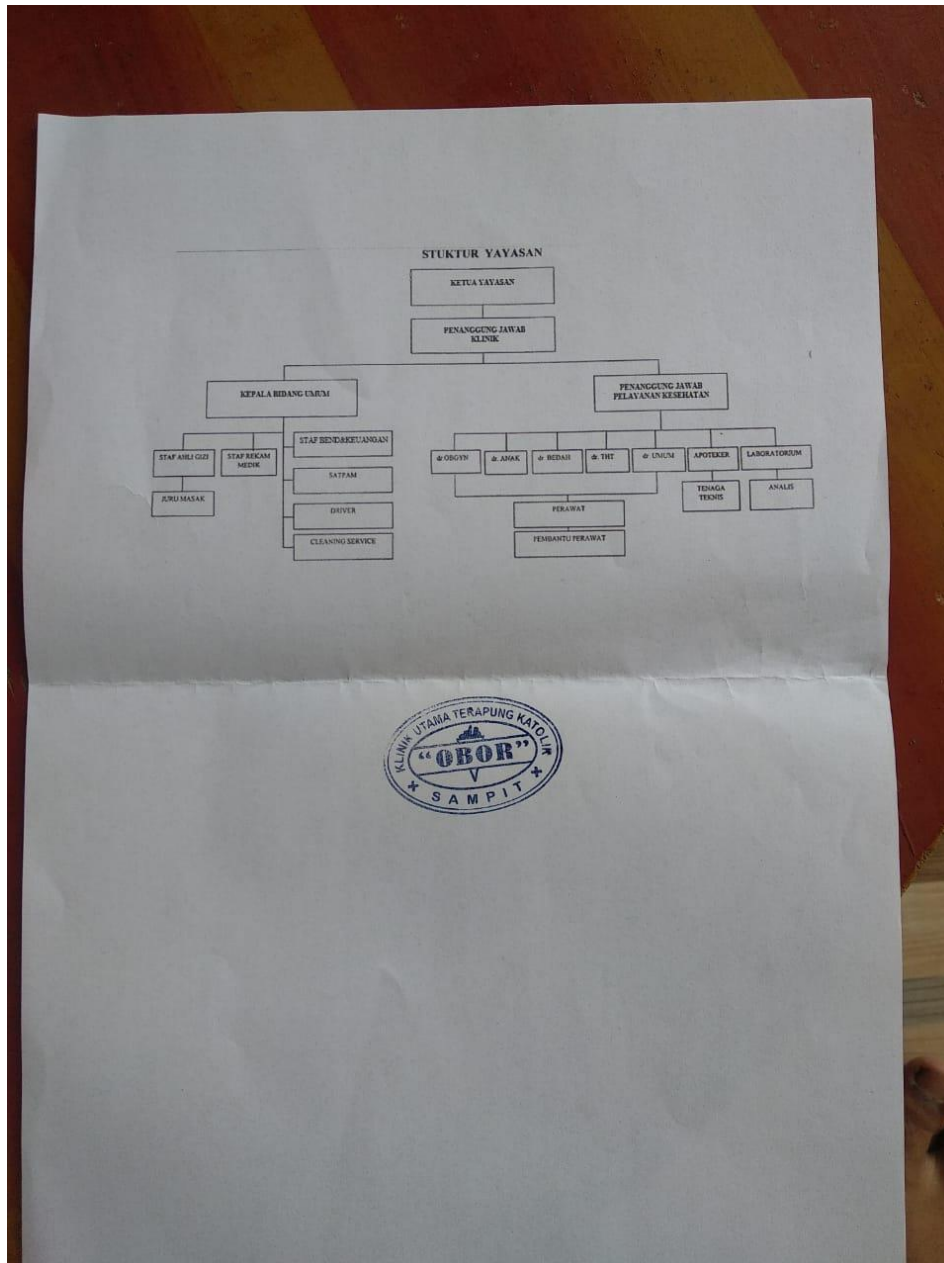 STUKTUR YAYASAN
KETUA YAYASAN
PENANGGUNG JAWAB
KLINIK
KEPALA BIDANG UMUM
PENANGGUNG JAWAB
PELAYANAN KESEHATAN
STAF AHLI GIZI
STAF REKAM
MEDIK
STAF BEND&KEUANGAN
JURU MASAK
SATPAM
DRIVER
CLEANING SERVICE
dr OBGYN
dr. ANAK
dr BEDAH
dr. THT
dr. UMUM
APOTEKER
LABORATORIUM
TENAGA
TEKNIS
ANALIS
PERAWAT
PEMBANTU PERAWAT
KLINIK UTAMA TERAPUNG KATOLIK
“OBOR”
SAMPIT